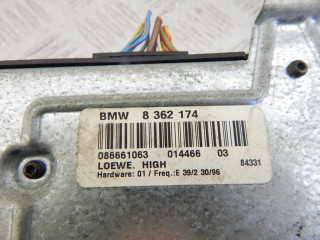 BMW 8 362 174
086661063 014466 03
LOEWE. HIGH 84331
Hardware: 01 / Freq.:E 39/2 30/96